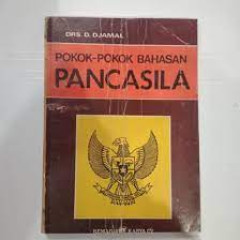 DRS. D. DJAMAL
POKOK-POKOK BAHASAN
PANCASILA